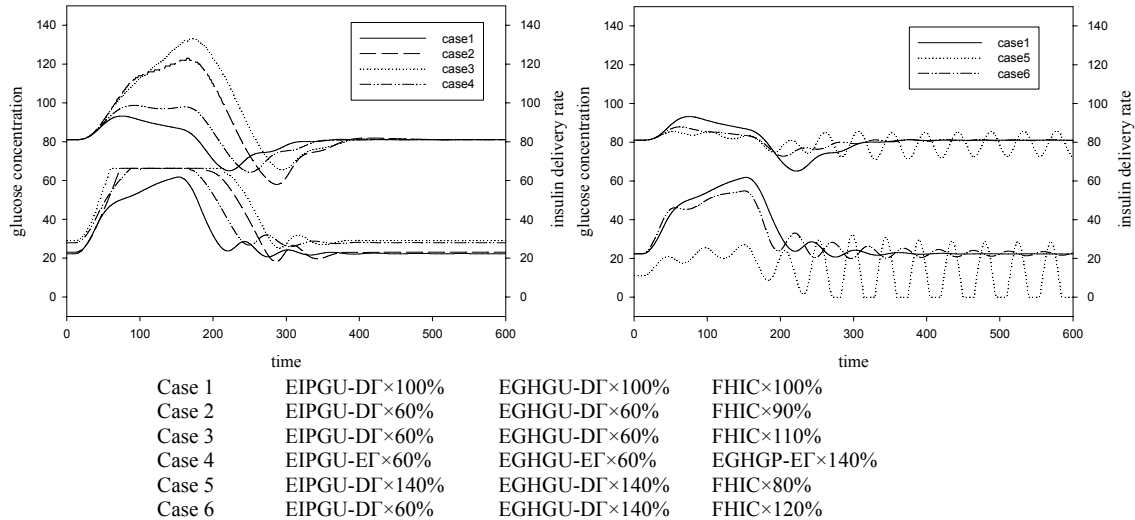 140
120
100
80
60
40
20
0
glucose concentration
140
120
100
80
60
40
20
0
insulin delivery rate
0 100 200 300 400 500 600
time
case1
case2
case3
case4
140
120
100
80
60
40
20
0
glucose concentration
140
120
100
80
60
40
20
0
insulin delivery rate
0 100 200 300 400 500 600
time
case1
case5
case6
Case 1 EIPGU-DΓ×100% EGHGU-DΓ×100% FHIC×100%
Case 2 EIPGU-DΓ×60% EGHGU-DΓ×60% FHIC×90%
Case 3 EIPGU-DΓ×60% EGHGU-DΓ×60% FHIC×110%
Case 4 EIPGU-EΓ×60% EGHGU-EΓ×60% EGHGP-EΓ×140%
Case 5 EIPGU-DΓ×140% EGHGU-DΓ×140% FHIC×80%
Case 6 EIPGU-DΓ×60% EGHGU-DΓ×140% FHIC×120%